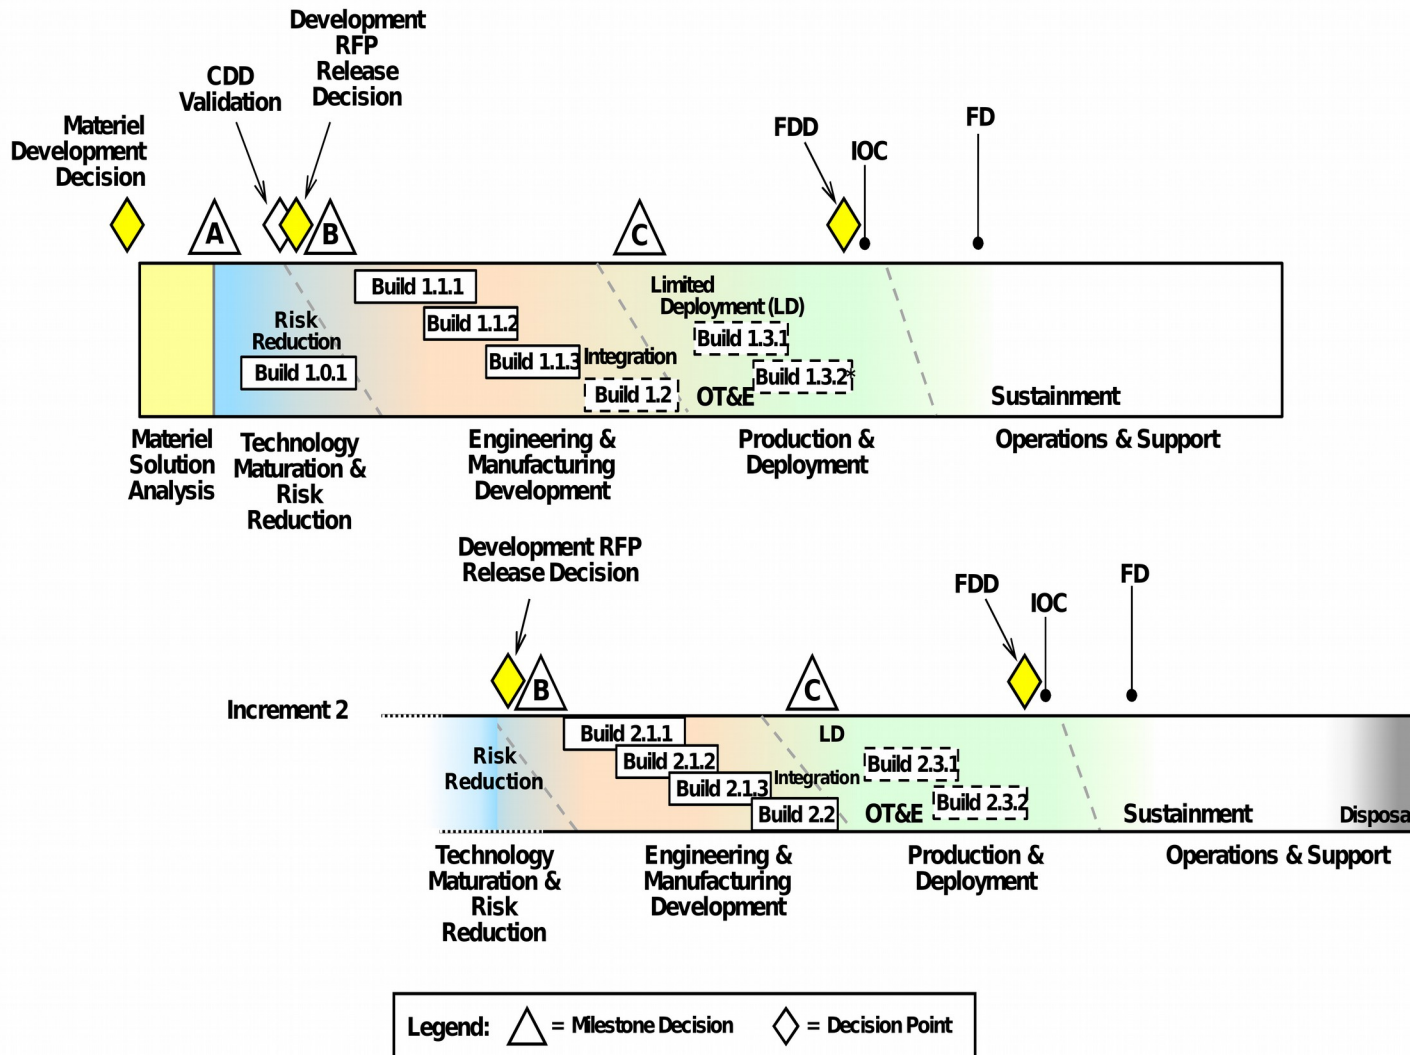 Development
RFP
Release
Decision
CDD
Validation
Materiel
Development
Decision
FDD
IOC
FD
A
B
C
Build 1.1.1
Build 1.1.2
Build 1.1.3
Risk
Reduction
Build 1.0.1
Integration
Build 1.2
Limited
Deployment (LD)
Build 1.3.1
Build 1.3.2*
OT&E
Sustainment
Materiel
Solution
Analysis
Technology
Maturation &
Risk
Reduction
Engineering &
Manufacturing
Development
Production &
Deployment
Operations & Support
Development RFP
Release Decision
FDD
IOC
FD
B
C
Increment 2
Risk
Reduction
Build 2.1.1
Build 2.1.2
Build 2.1.3
Integration
Build 2.2
LD
Build 2.3.1
Build 2.3.2
OT&E
Sustainment
Disposa
Technology
Maturation &
Risk
Reduction
Engineering &
Manufacturing
Development
Production &
Deployment
Operations & Support
Legend: = Milestone Decision = Decision Point